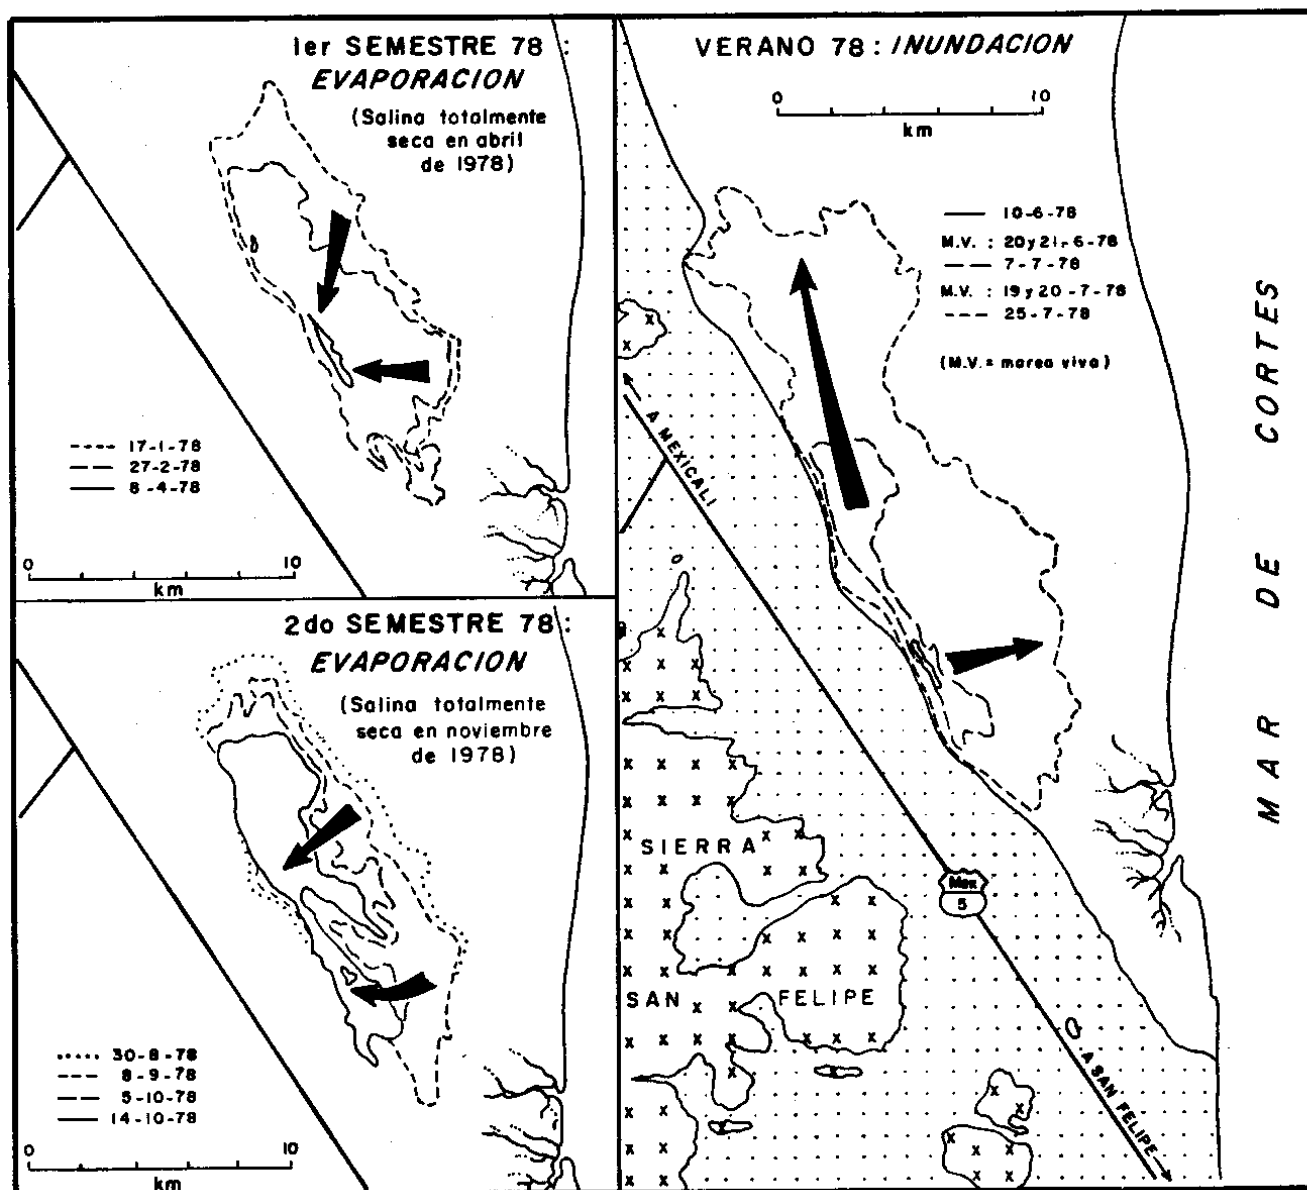 1er SEMESTRE 78 :
EVAPORACION
(Salina totalmente
seca en abril
de 1978)
17-1-78
27-2-78
8-4-78
0 10
km
2do SEMESTRE 78 :
EVAPORACION
(Salina totalmente
seca en noviembre
de 1978)
30-8-78
8-9-78
5-10-78
14-10-78
0 10
km
VERANO 78 : INUNDACION
0 10
km
10-6-78
M.V. : 20 y 21-6-78
7-7-78
M.V. : 19 y 20-7-78
25-7-78
(M.V. = marea viva)
A MEXICALI
MAR DE CORTES
SIERRA
SAN FELIPE
Mex
5
A SAN FELIPE